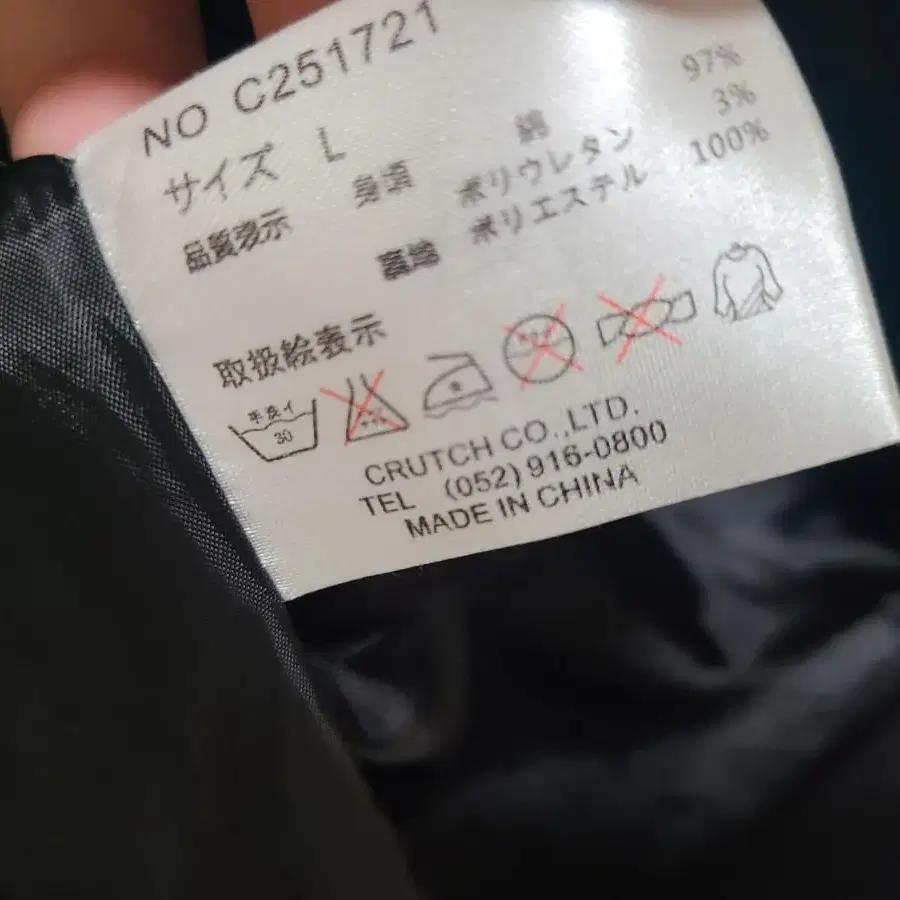 NO C251721
サイズ L
品質表示 身頃 綿 97%
ポリウレタン 3%
裏地 ポリエステル 100%
取扱絵表示
手洗イ
30
CRUTCH CO.,LTD.
TEL (052) 916-0800
MADE IN CHINA